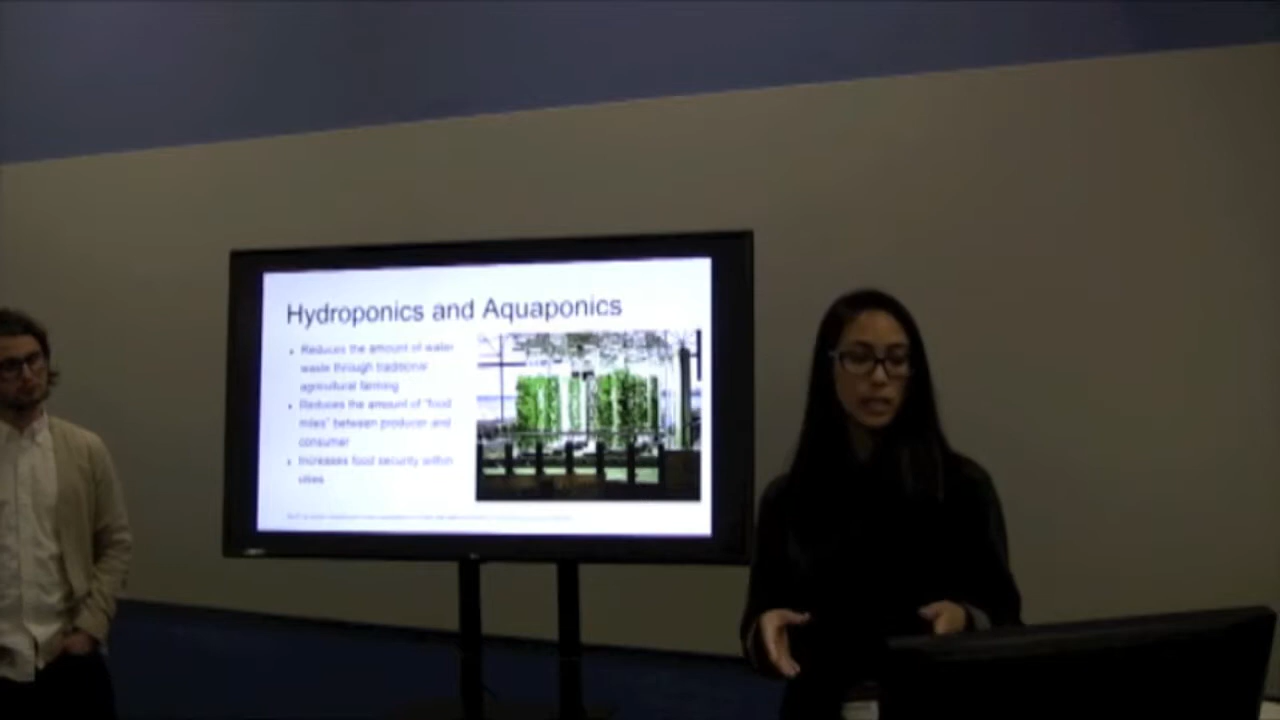 Hydroponics and Aquaponics
Reduces the amount of water
waste through traditional
agricultural farming
Reduces the amount of "food
miles" between producer and
consumer
Increases food security within
cities